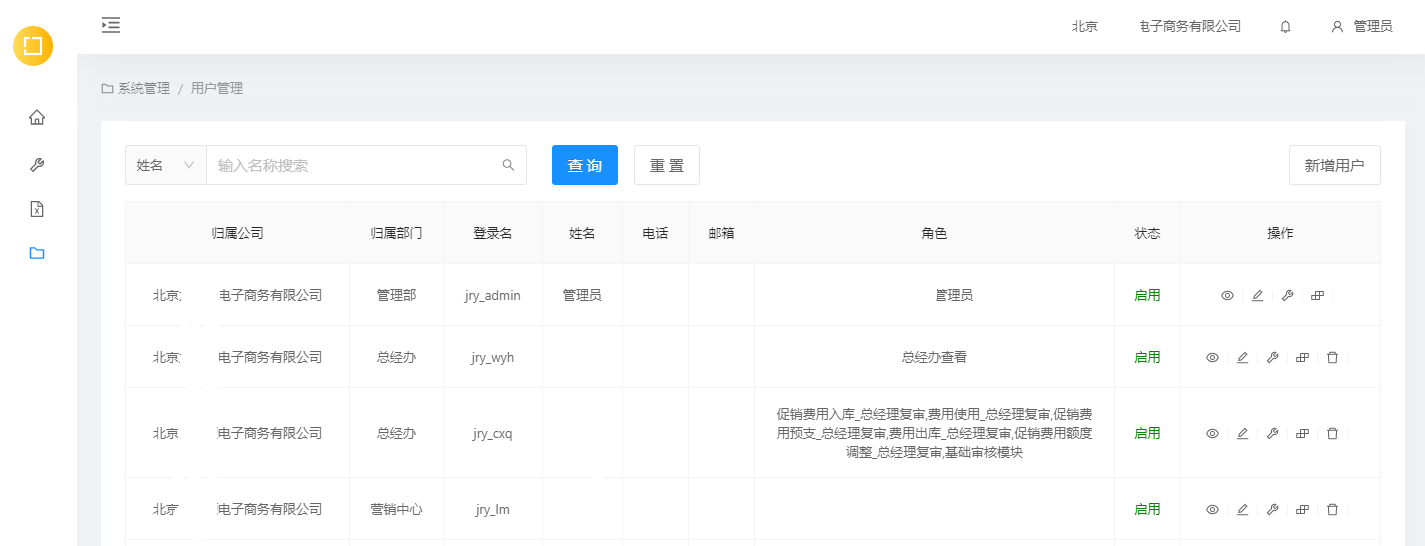 北京 电子商务有限公司 管理员
系统管理 / 用户管理
姓名 输入名称搜索 查 询 重 置 新增用户
归属公司 归属部门 登录名 姓名 电话 邮箱 角色 状态 操作
北京 电子商务有限公司 管理部 jry_admin 管理员 管理员 启用
北京 电子商务有限公司 总经办 jry_wyh 总经办查看 启用
促销费用入库_总经理复审,费用使用_总经理复审,促销费
北京 电子商务有限公司 总经办 jry_cxq 用预支_总经理复审,费用出库_总经理复审,促销费用额度 启用
调整_总经理复审,基础审核模块
北京 电子商务有限公司 营销中心 jry_lm 启用